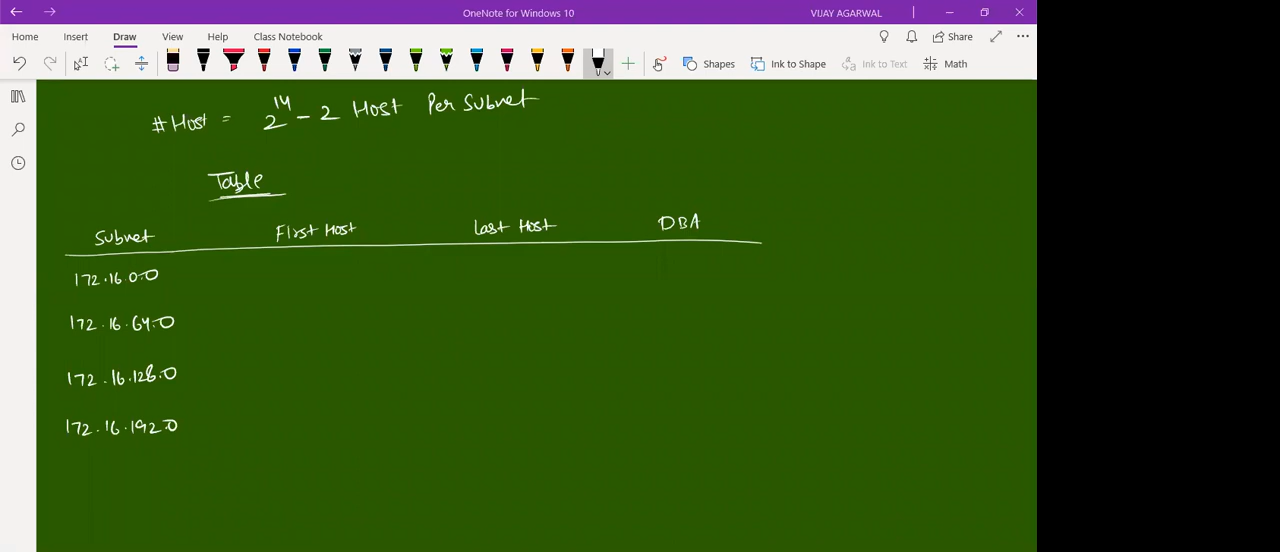 OneNote for Windows 10
VIJAY AGARWAL
Home Insert Draw View Help Class Notebook
Share
Shapes Ink to Shape Ink to Text Math
#Host = 2^14 - 2 Host Per Subnet
Table
Subnet First Host Last Host DBA
172.16.0.0
172.16.64.0
172.16.128.0
172.16.192.0